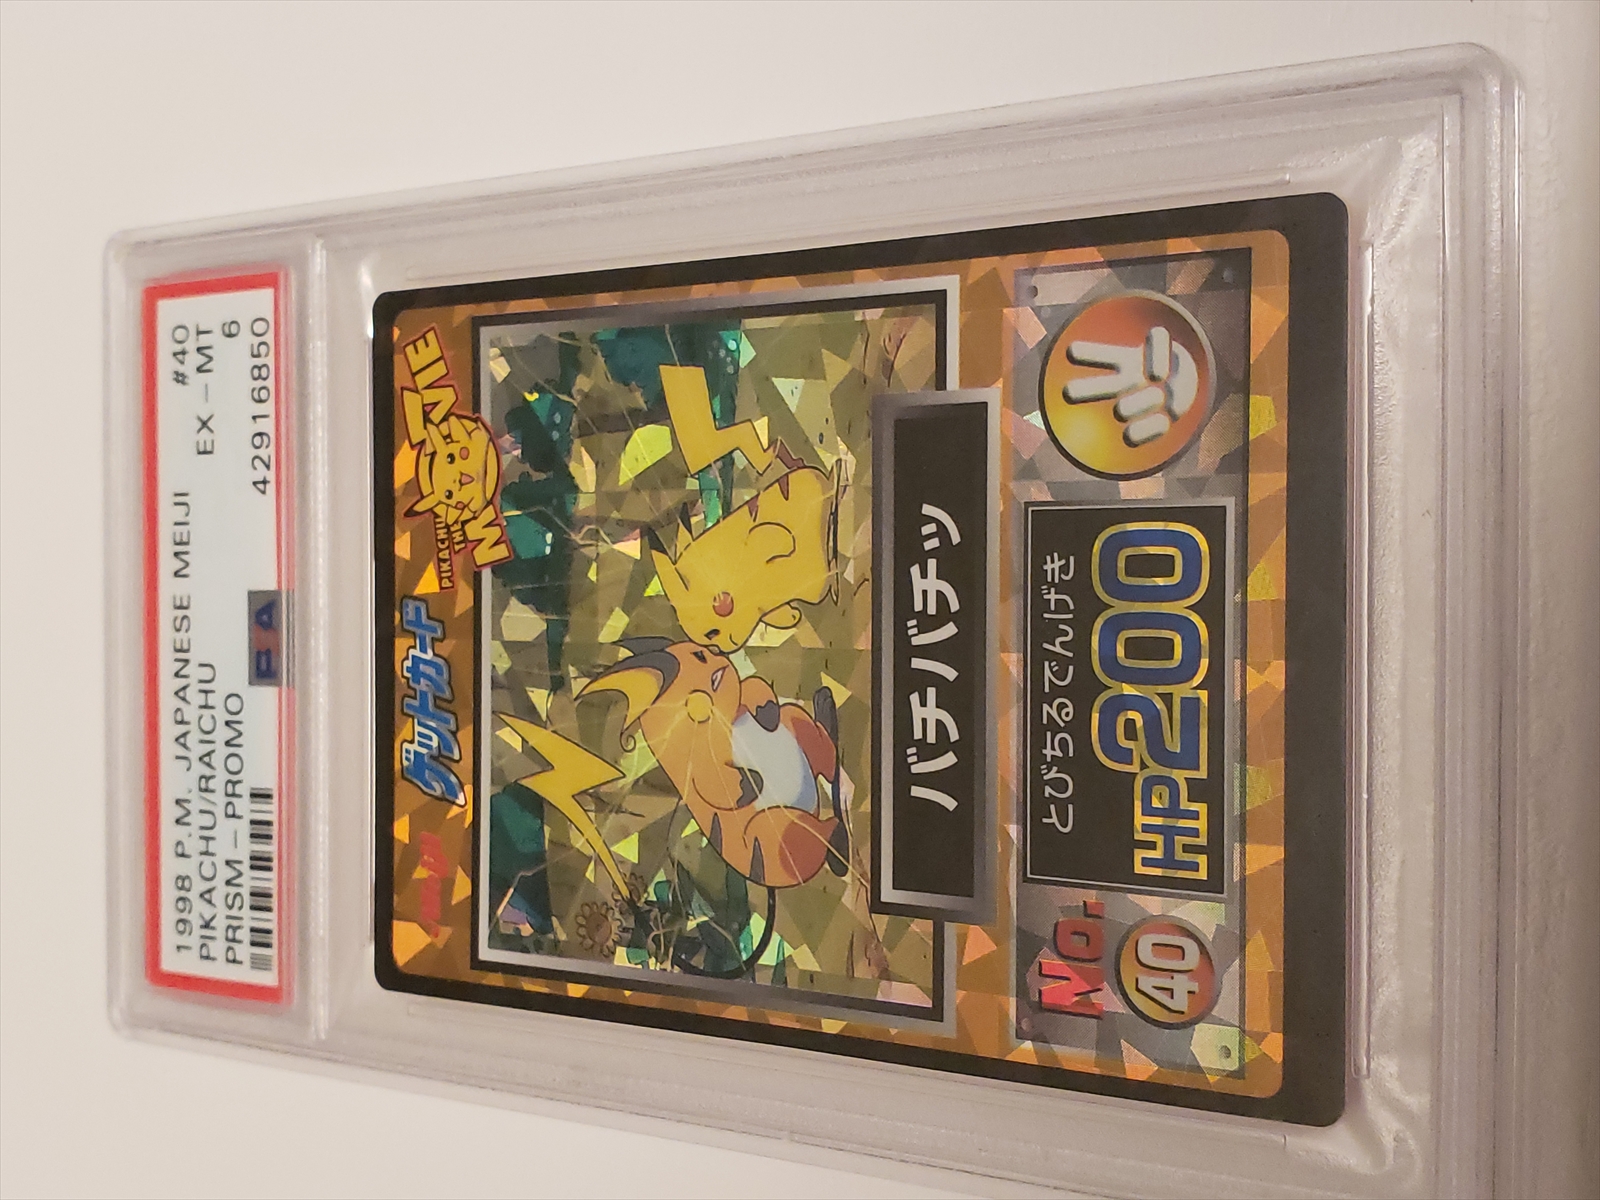 1998 P.M. JAPANESE MEIJI #40
PIKACHU/RAICHU EX-MT
PRISM-PROMO 6
42916850
PSA
meiji ゲットカード PIKACHU THE MOVIE
バチバチッ
とびちるでんげき
No. 40 HP200